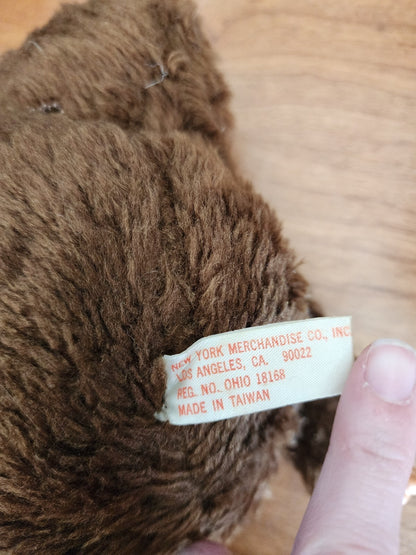 NEW YORK MERCHANDISE CO., INC
LOS ANGELES, CA. 90022
REG. NO. OHIO 18168
MADE IN TAIWAN